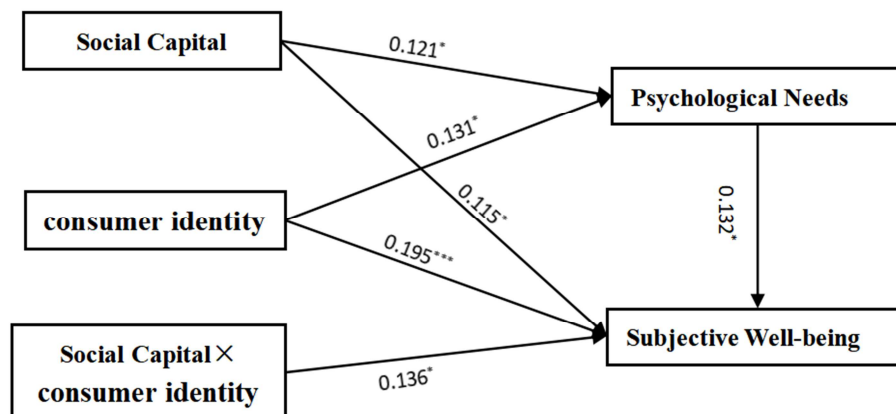 Social Capital
0.121*
Psychological Needs
0.131*
consumer identity
0.115*
0.132*
0.195***
Subjective Well-being
Social Capital×
consumer identity
0.136*